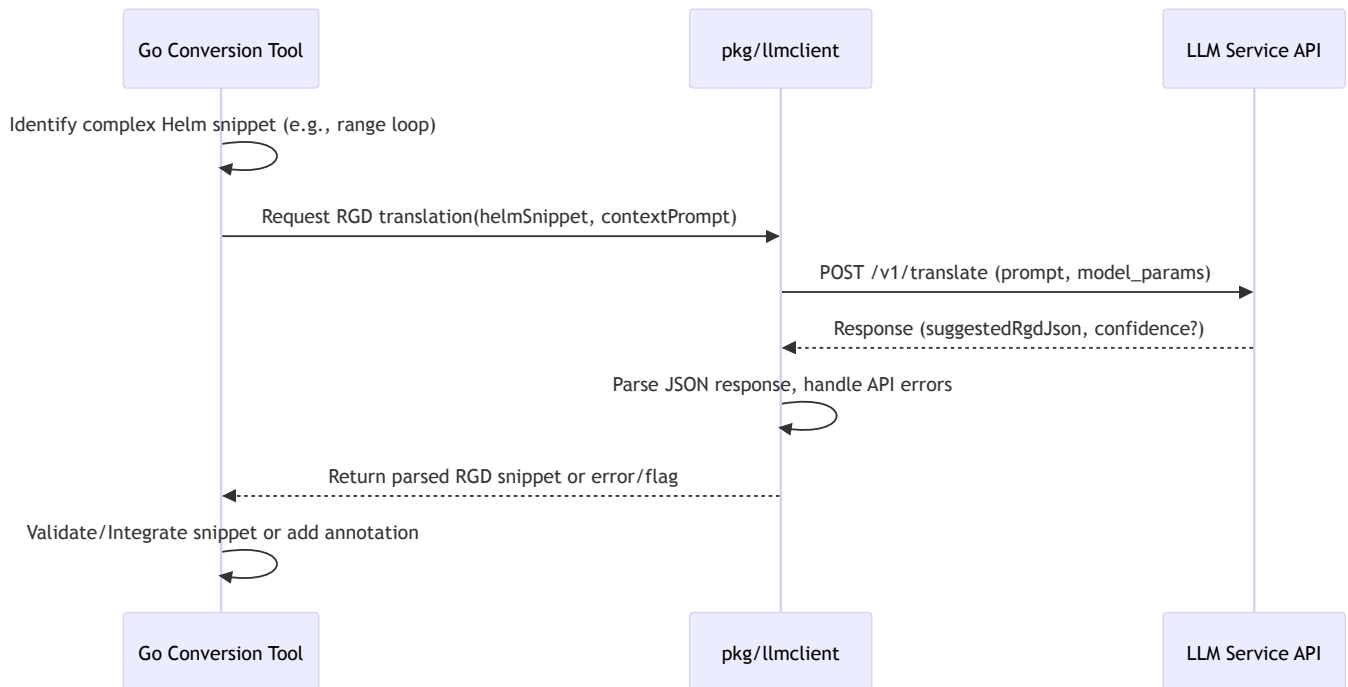 Go Conversion Tool
pkg/llmclient
LLM Service API
Identify complex Helm snippet (e.g., range loop)
Request RGD translation(helmSnippet, contextPrompt)
POST /v1/translate (prompt, model_params)
Response (suggestedRgdJson, confidence?)
Parse JSON response, handle API errors
Return parsed RGD snippet or error/flag
Validate/Integrate snippet or add annotation
Go Conversion Tool
pkg/llmclient
LLM Service API